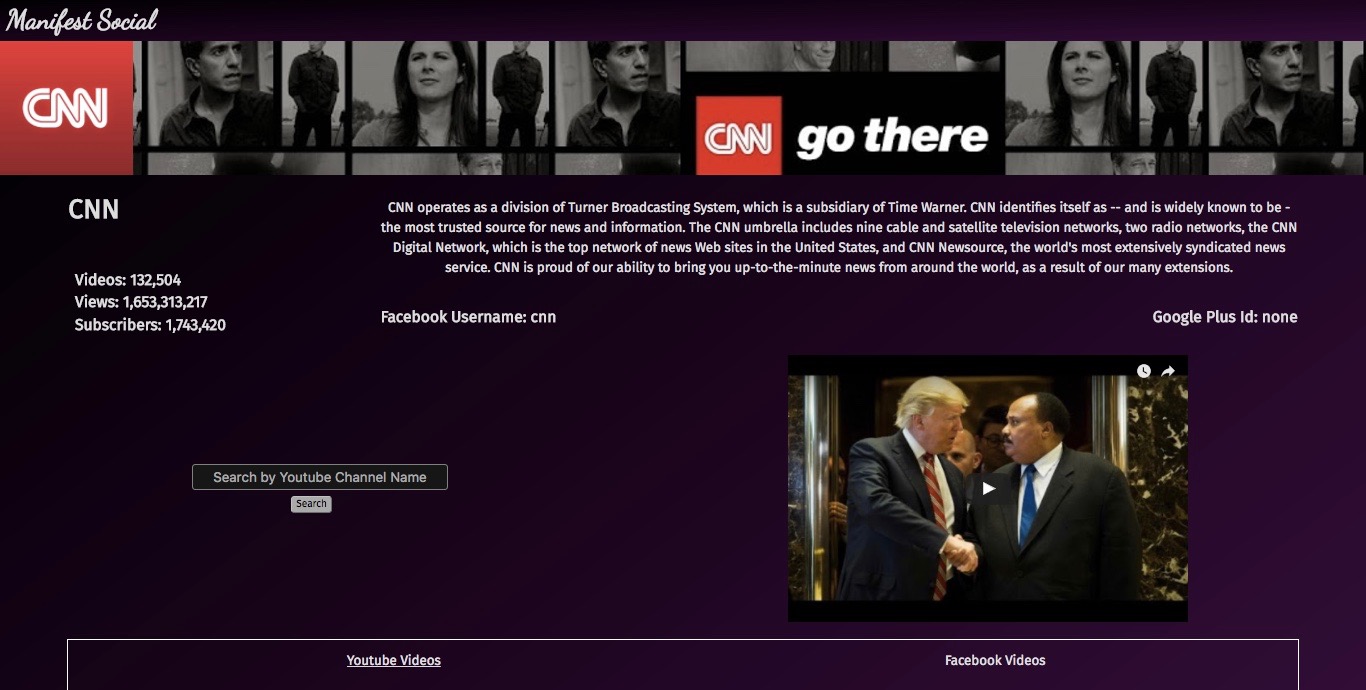 Manifest Social
CNN
CNN go there
CNN
CNN operates as a division of Turner Broadcasting System, which is a subsidiary of Time Warner. CNN identifies itself as -- and is widely known to be -
the most trusted source for news and information. The CNN umbrella includes nine cable and satellite television networks, two radio networks, the CNN
Digital Network, which is the top network of news Web sites in the United States, and CNN Newsource, the world's most extensively syndicated news
service. CNN is proud of our ability to bring you up-to-the-minute news from around the world, as a result of our many extensions.
Videos: 132,504
Views: 1,653,313,217
Subscribers: 1,743,420
Facebook Username: cnn
Google Plus Id: none
Search by Youtube Channel Name
Search
Youtube Videos
Facebook Videos